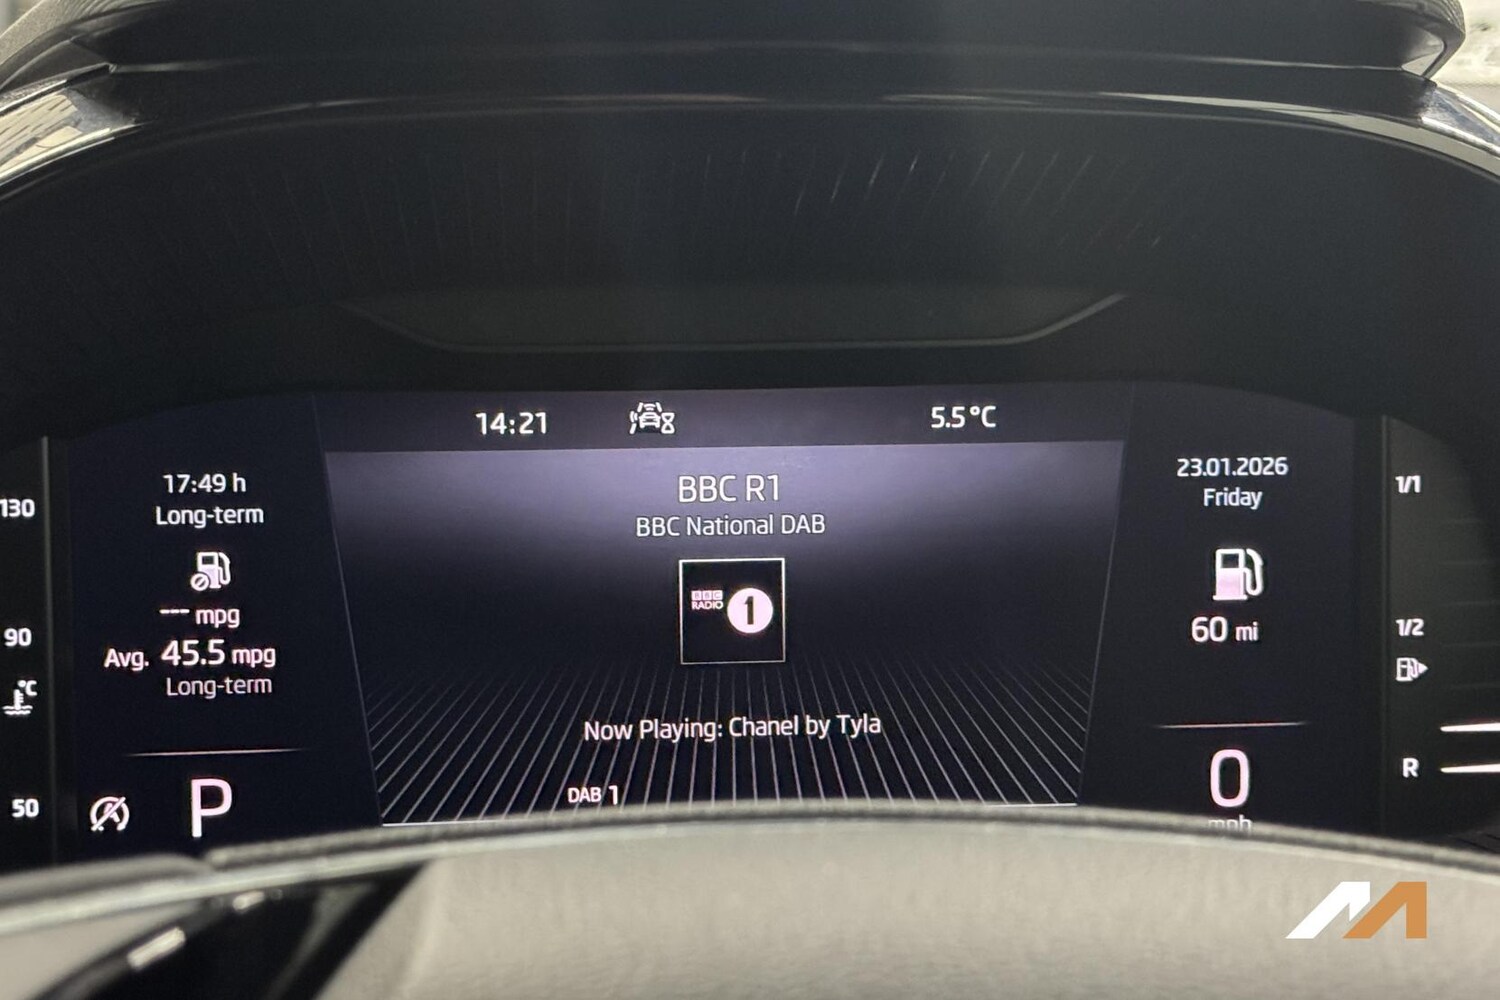 14:21
5.5°C
17:49 h
Long-term
--- mpg
Avg. 45.5 mpg
Long-term
P
130
90
°C
50
BBC R1
BBC National DAB
BBC
RADIO
1
Now Playing: Chanel by Tyla
DAB 1
23.01.2026
Friday
60 mi
0
mph
1/1
1/2
R